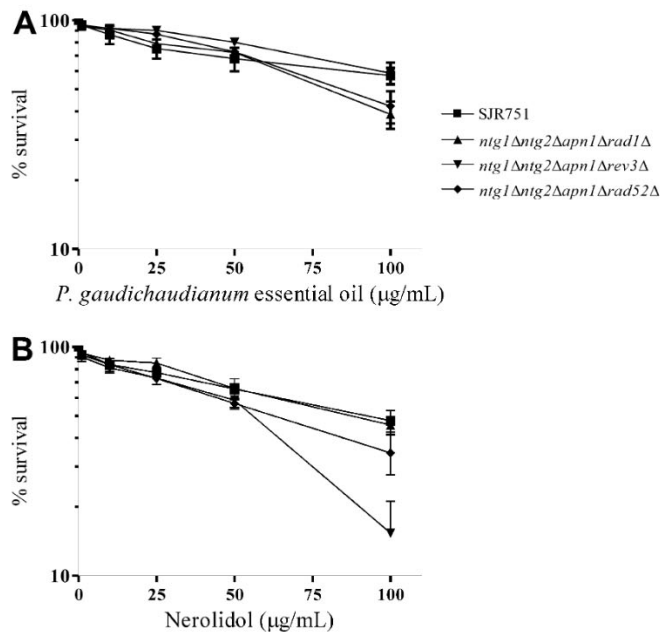 A
100
% survival
10
0 25 50 75 100
P. gaudichaudianum essential oil (µg/mL)
SJR751
ntg1Δntg2Δapn1Δrad1Δ
ntg1Δntg2Δapn1Δrev3Δ
ntg1Δntg2Δapn1Δrad52Δ
B
100
% survival
10
0 25 50 75 100
Nerolidol (µg/mL)